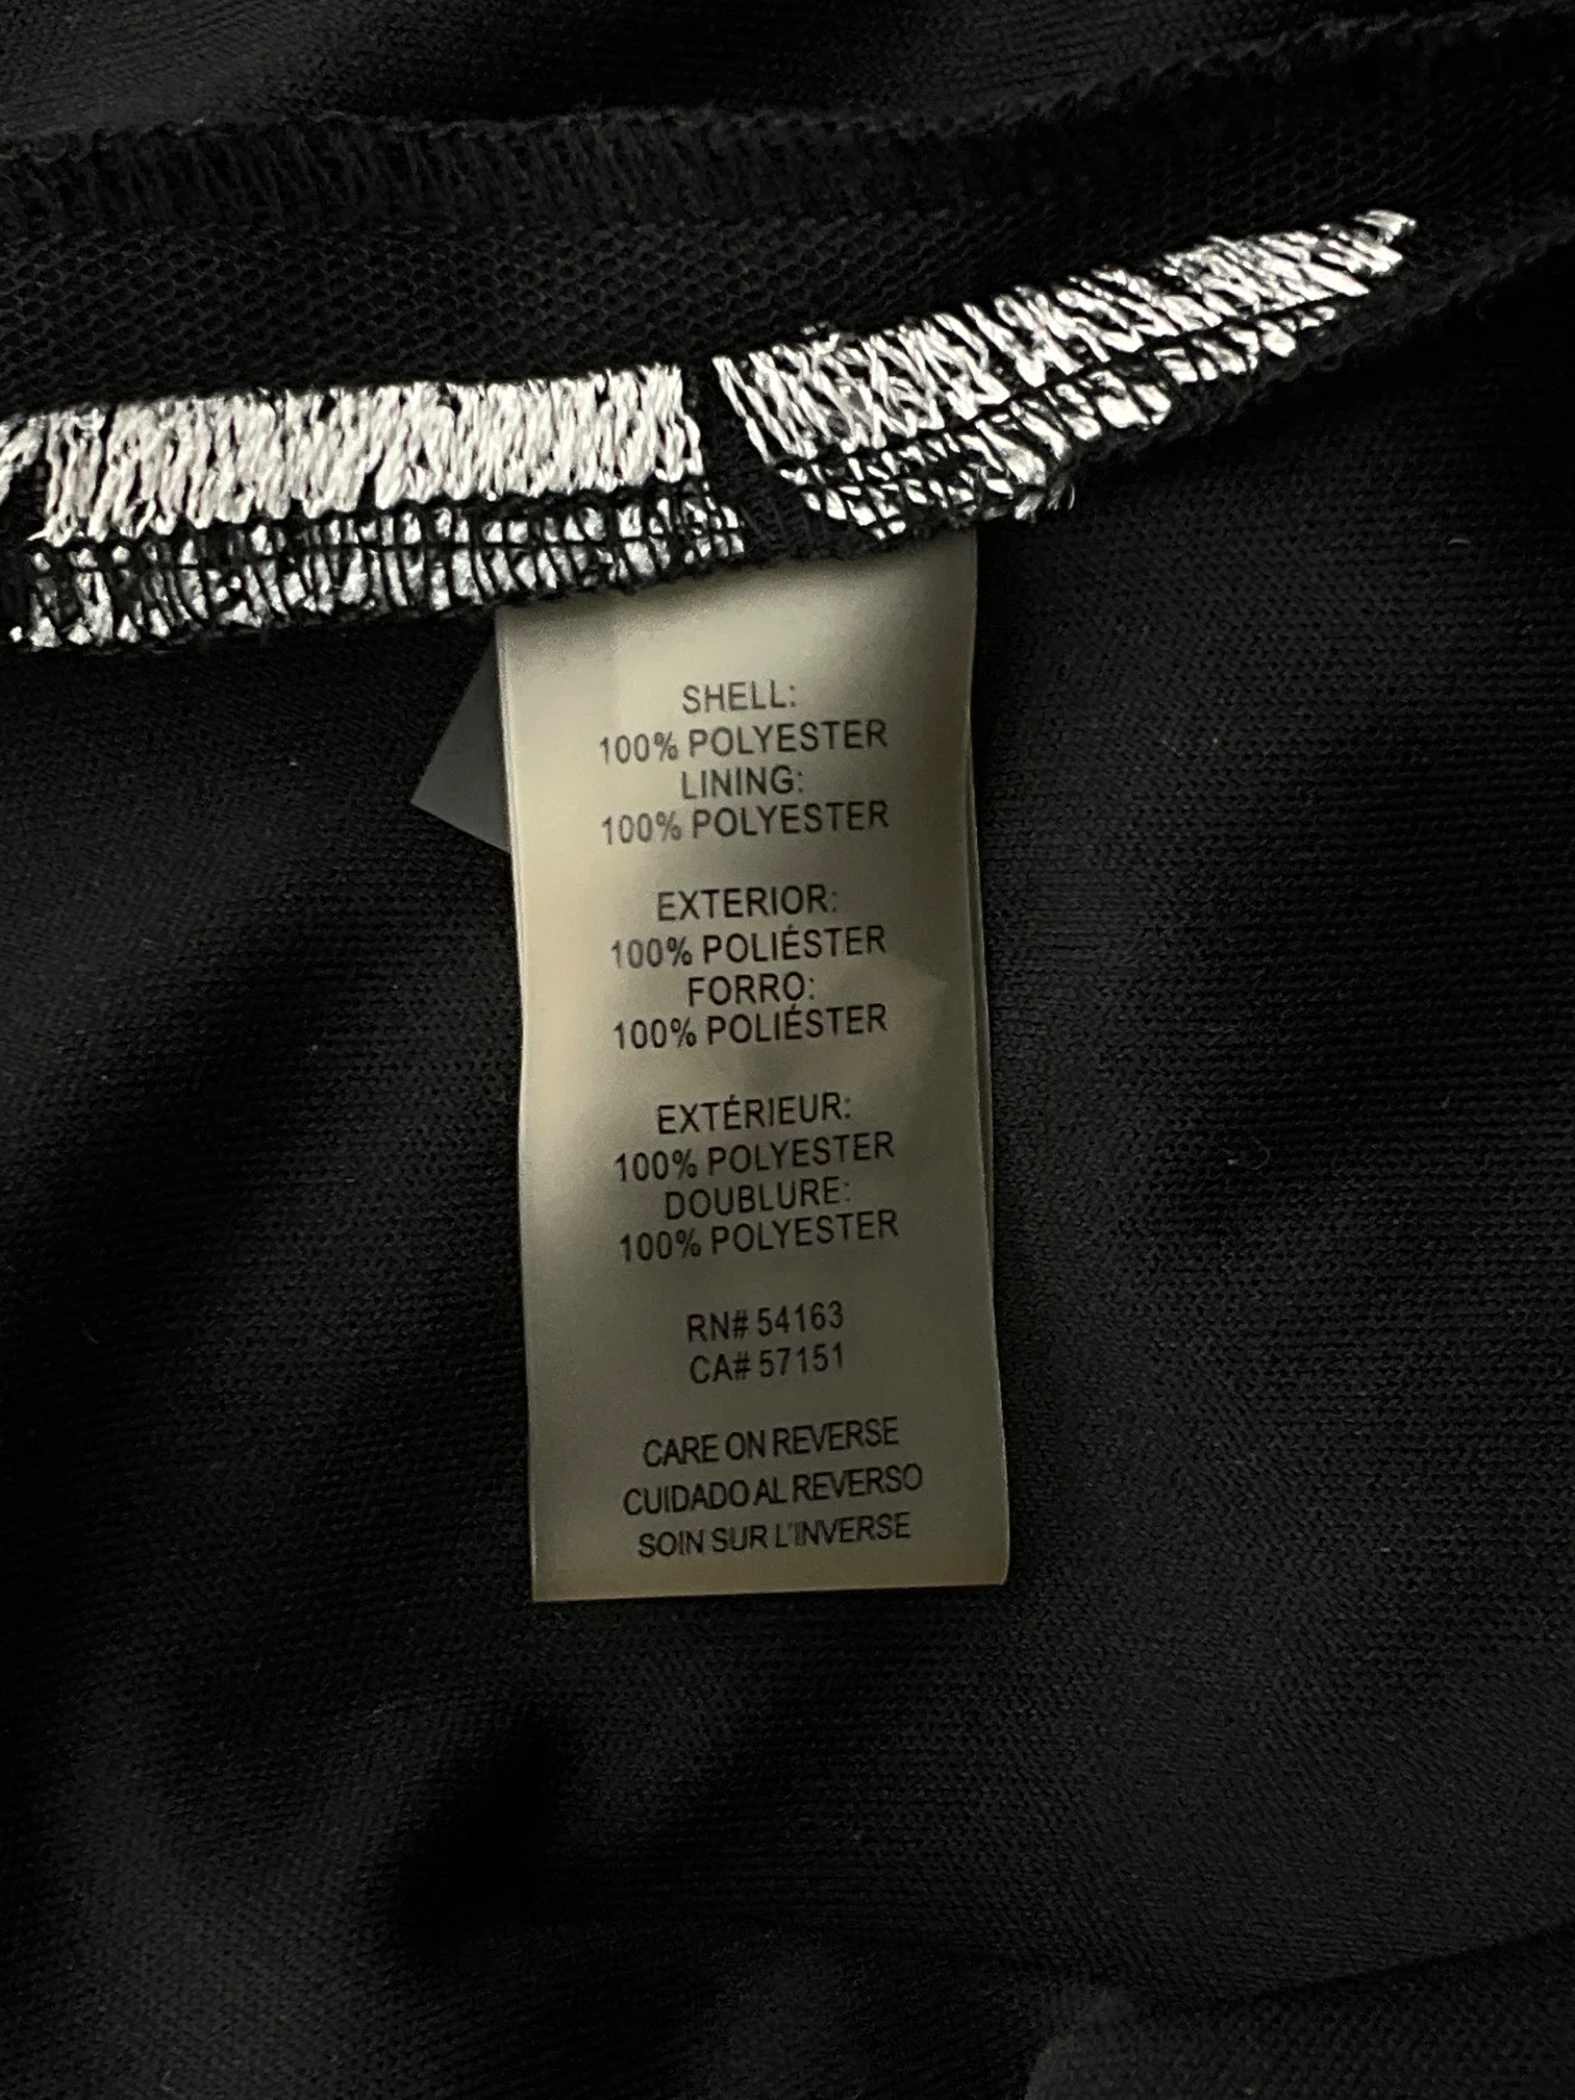 SHELL:
100% POLYESTER
LINING:
100% POLYESTER
EXTERIOR:
100% POLIÉSTER
FORRO:
100% POLIÉSTER
EXTÉRIEUR:
100% POLYESTER
DOUBLURE:
100% POLYESTER
RN# 54163
CA# 57151
CARE ON REVERSE
CUIDADO AL REVERSO
SOIN SUR L'INVERSE